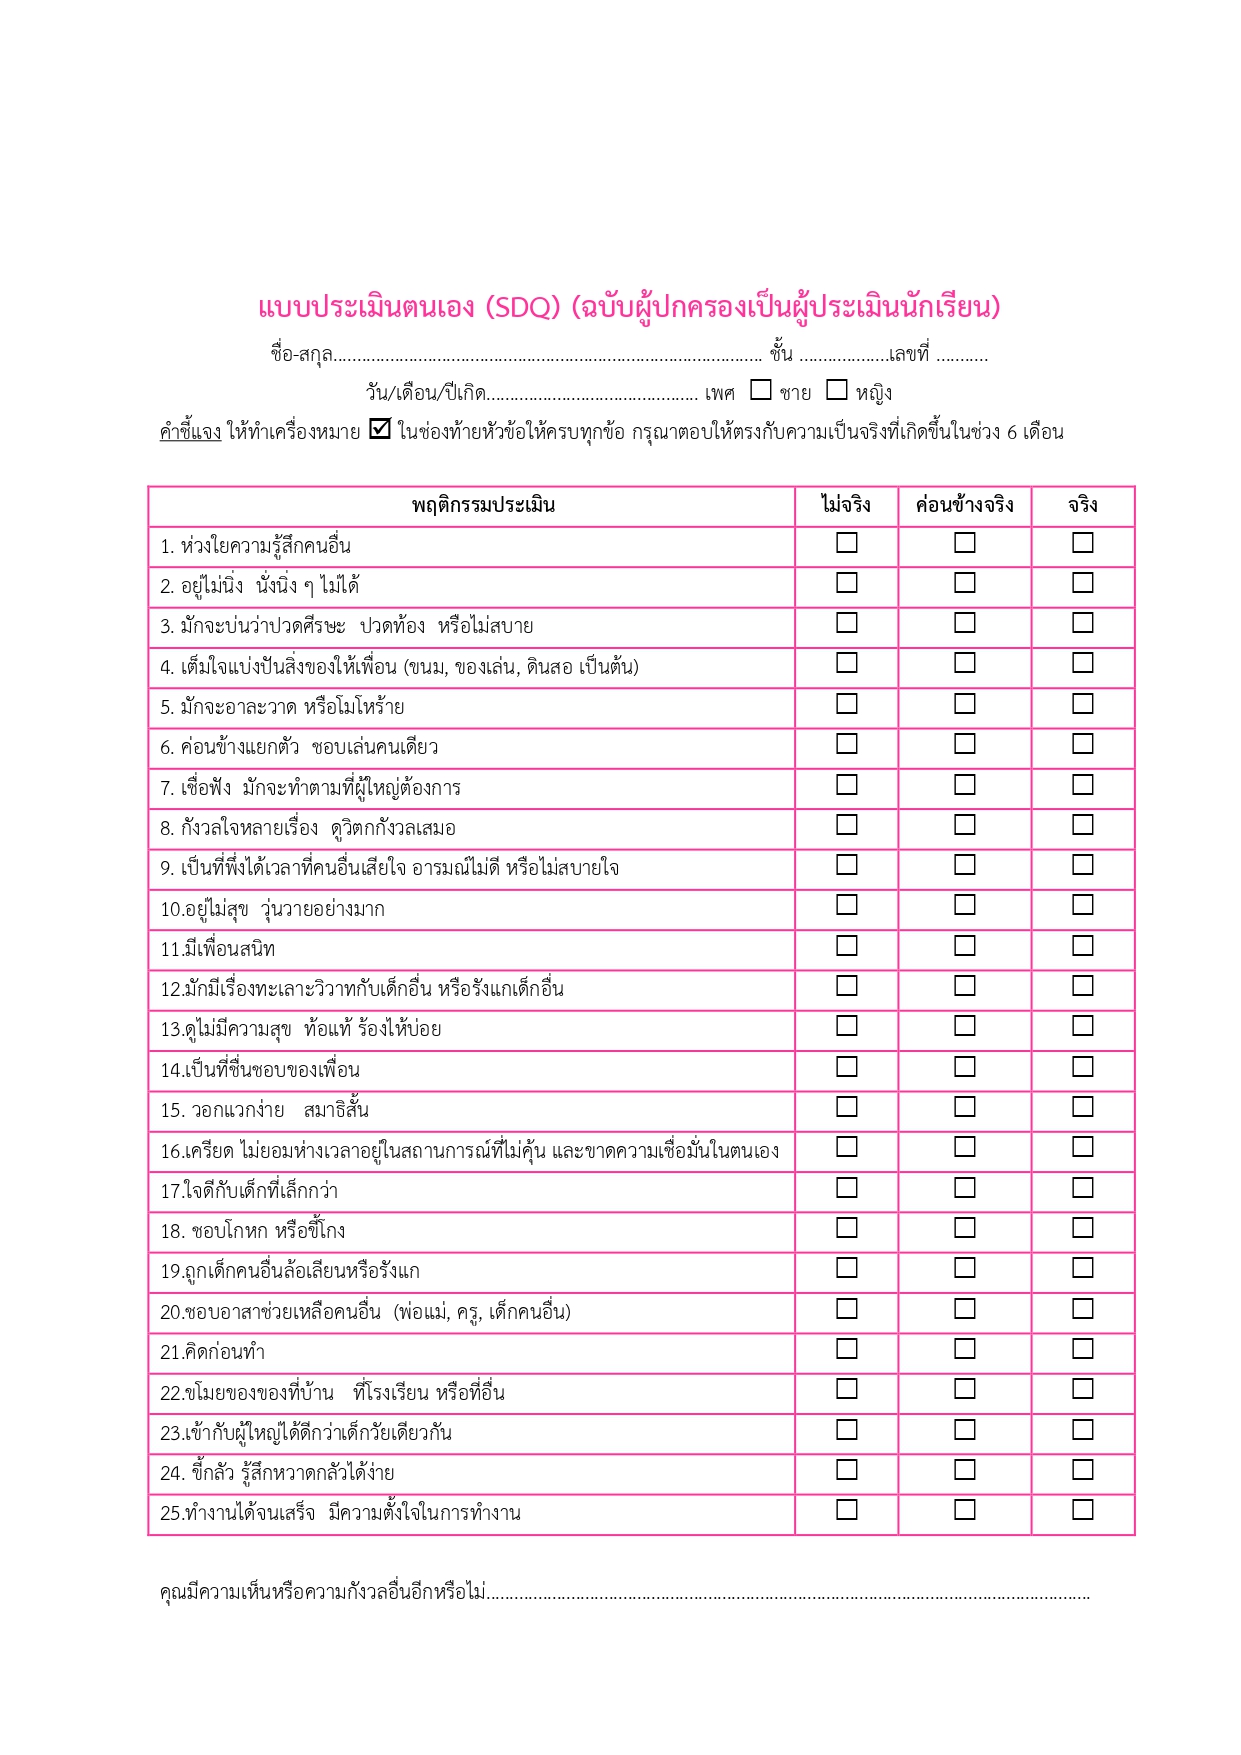 แบบประเมินตนเอง (SDQ) (ฉบับผู้ปกครองเป็นผู้ประเมินนักเรียน)
ชื่อ-สกุล........................................................................................... ชั้น ...................เลขที่ ...........
วัน/เดือน/ปีเกิด............................................. เพศ ☐ ชาย ☐ หญิง
คำชี้แจง ให้ทำเครื่องหมาย ☑ ในช่องท้ายหัวข้อให้ครบทุกข้อ กรุณาตอบให้ตรงกับความเป็นจริงที่เกิดขึ้นในช่วง 6 เดือน
พฤติกรรมประเมิน ไม่จริง ค่อนข้างจริง จริง
1. ห่วงใยความรู้สึกคนอื่น ☐ ☐ ☐
2. อยู่ไม่นิ่ง นั่งนิ่ง ๆ ไม่ได้ ☐ ☐ ☐
3. มักจะบ่นว่าปวดศีรษะ ปวดท้อง หรือไม่สบาย ☐ ☐ ☐
4. เต็มใจแบ่งปันสิ่งของให้เพื่อน (ขนม, ของเล่น, ดินสอ เป็นต้น) ☐ ☐ ☐
5. มักจะอาละวาด หรือโมโหร้าย ☐ ☐ ☐
6. ค่อนข้างแยกตัว ชอบเล่นคนเดียว ☐ ☐ ☐
7. เชื่อฟัง มักจะทำตามที่ผู้ใหญ่ต้องการ ☐ ☐ ☐
8. กังวลใจหลายเรื่อง ดูวิตกกังวลเสมอ ☐ ☐ ☐
9. เป็นที่พึ่งได้เวลาที่คนอื่นเสียใจ อารมณ์ไม่ดี หรือไม่สบายใจ ☐ ☐ ☐
10.อยู่ไม่สุข วุ่นวายอย่างมาก ☐ ☐ ☐
11.มีเพื่อนสนิท ☐ ☐ ☐
12.มักมีเรื่องทะเลาะวิวาทกับเด็กอื่น หรือรังแกเด็กอื่น ☐ ☐ ☐
13.ดูไม่มีความสุข ท้อแท้ ร้องไห้บ่อย ☐ ☐ ☐
14.เป็นที่ชื่นชอบของเพื่อน ☐ ☐ ☐
15. วอกแวกง่าย สมาธิสั้น ☐ ☐ ☐
16.เครียด ไม่ยอมห่างเวลาอยู่ในสถานการณ์ที่ไม่คุ้น และขาดความเชื่อมั่นในตนเอง ☐ ☐ ☐
17.ใจดีกับเด็กที่เล็กกว่า ☐ ☐ ☐
18. ชอบโกหก หรือขี้โกง ☐ ☐ ☐
19.ถูกเด็กคนอื่นล้อเลียนหรือรังแก ☐ ☐ ☐
20.ชอบอาสาช่วยเหลือคนอื่น (พ่อแม่, ครู, เด็กคนอื่น) ☐ ☐ ☐
21.คิดก่อนทำ ☐ ☐ ☐
22.ขโมยของของที่บ้าน ที่โรงเรียน หรือที่อื่น ☐ ☐ ☐
23.เข้ากับผู้ใหญ่ได้ดีกว่าเด็กวัยเดียวกัน ☐ ☐ ☐
24. ขี้กลัว รู้สึกหวาดกลัวได้ง่าย ☐ ☐ ☐
25.ทำงานได้จนเสร็จ มีความตั้งใจในการทำงาน ☐ ☐ ☐
คุณมีความเห็นหรือความกังวลอื่นอีกหรือไม่................................................................................................................................